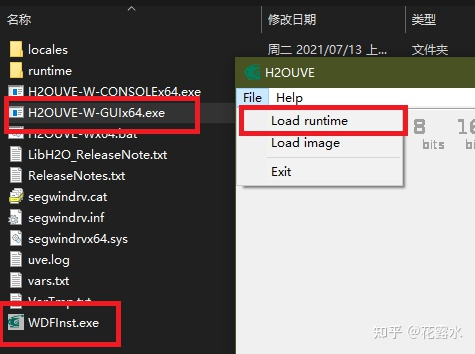 名称
修改日期
类型
locales
周二 2021/07/13 上...
文件夹
runtime
H2OUVE-W-CONSOLEx64.exe
H2OUVE-W-GUIx64.exe
H2OUVE-Wx64.bat
LibH2O_ReleaseNote.txt
ReleaseNotes.txt
segwindrv.cat
segwindrv.inf
segwindrvx64.sys
uve.log
vars.txt
VerTmp.txt
WDFInst.exe
H2OUVE
File Help
Load runtime
Load image
Exit
8 16
bits
知乎 @花露水